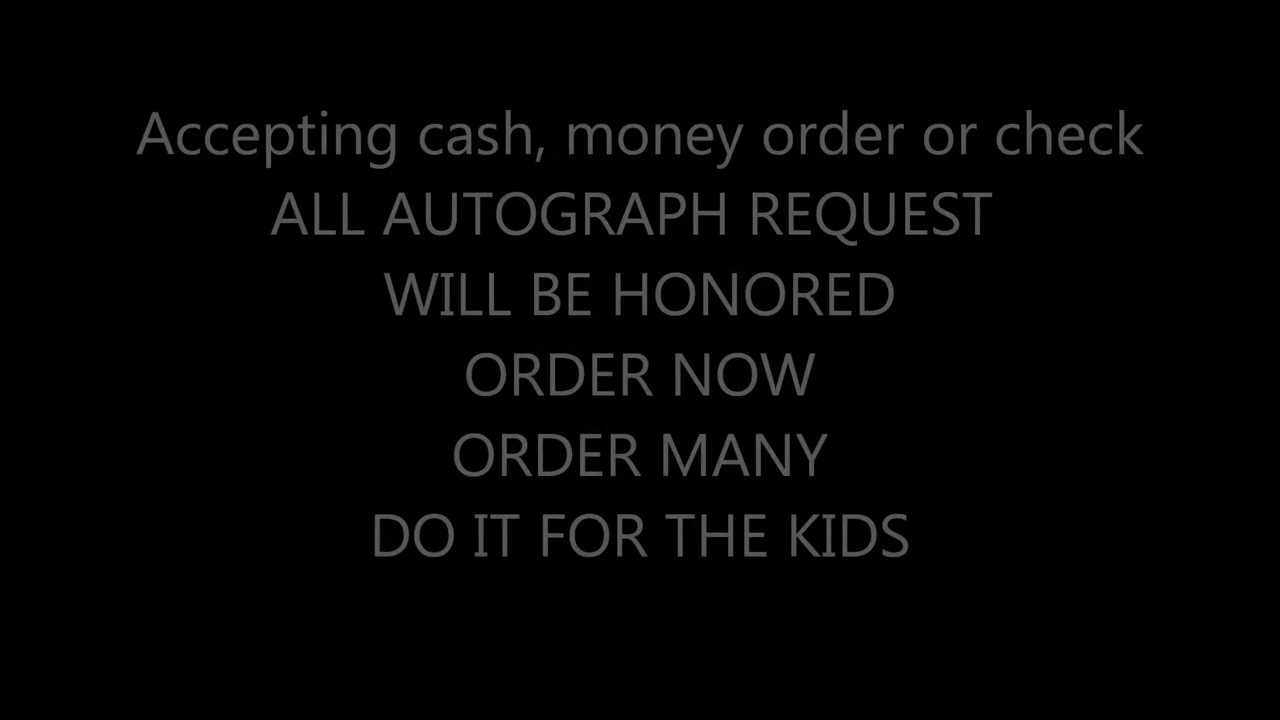 Accepting cash, money order or check
ALL AUTOGRAPH REQUEST
WILL BE HONORED
ORDER NOW
ORDER MANY
DO IT FOR THE KIDS